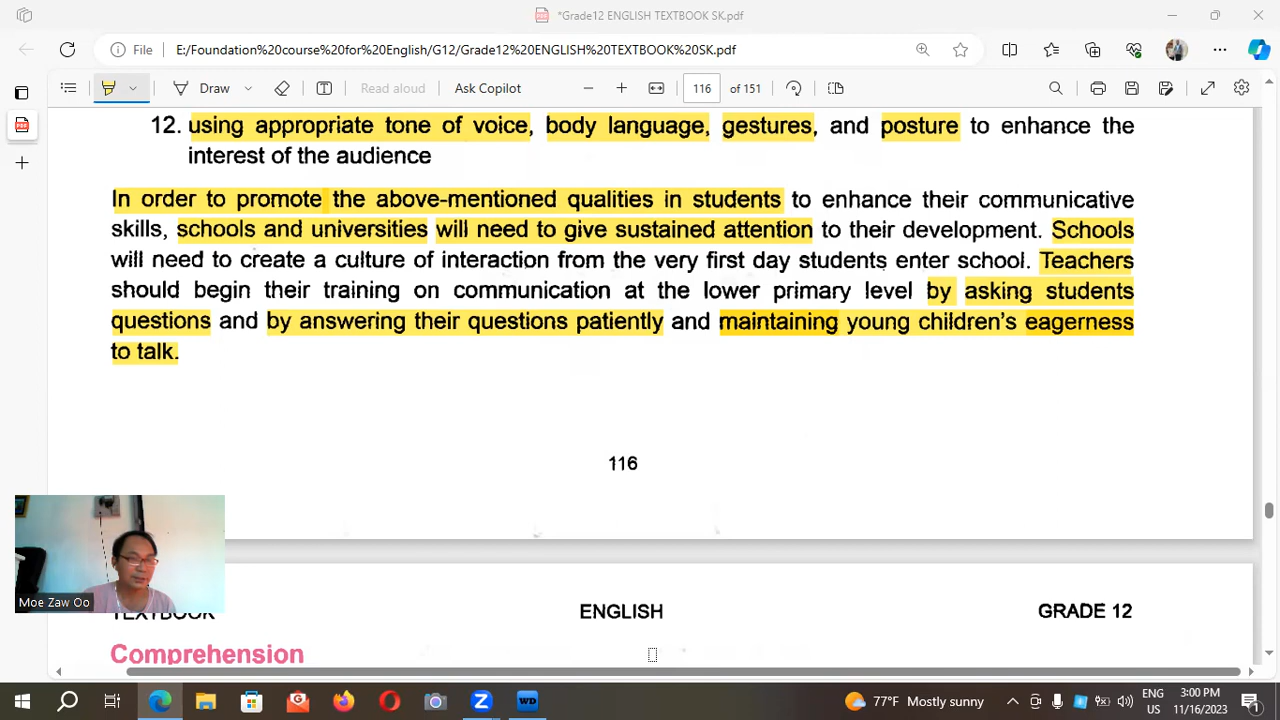 *Grade12 ENGLISH TEXTBOOK SK.pdf
File E:/Foundation%20course%20for%20English/G12/Grade12%20ENGLISH%20TEXTBOOK%20SK.pdf
Draw Read aloud Ask Copilot 116 of 151
12. using appropriate tone of voice, body language, gestures, and posture to enhance the
interest of the audience
In order to promote the above-mentioned qualities in students to enhance their communicative
skills, schools and universities will need to give sustained attention to their development. Schools
will need to create a culture of interaction from the very first day students enter school. Teachers
should begin their training on communication at the lower primary level by asking students
questions and by answering their questions patiently and maintaining young children's eagerness
to talk.
116
Moe Zaw Oo
TEXTBOOK ENGLISH GRADE 12
Comprehension
77°F Mostly sunny
ENG
US
3:00 PM
11/16/2023